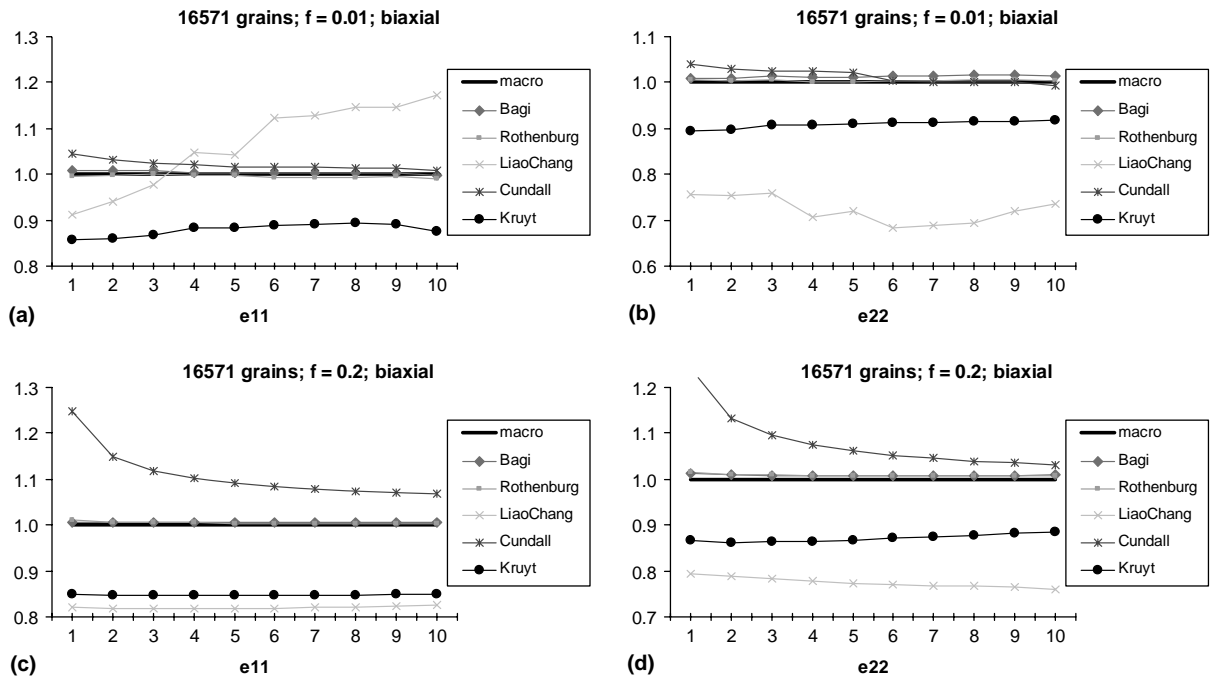 16571 grains; f = 0.01; biaxial
1.3
1.2
1.1
1.0
0.9
0.8
1 2 3 4 5 6 7 8 9 10
macro
Bagi
Rothenburg
LiaoChang
Cundall
Kruyt
(a)
e11
16571 grains; f = 0.01; biaxial
1.1
1.0
0.9
0.8
0.7
0.6
1 2 3 4 5 6 7 8 9 10
macro
Bagi
Rothenburg
LiaoChang
Cundall
Kruyt
(b)
e22
16571 grains; f = 0.2; biaxial
1.3
1.2
1.1
1.0
0.9
0.8
1 2 3 4 5 6 7 8 9 10
macro
Bagi
Rothenburg
LiaoChang
Cundall
Kruyt
(c)
e11
16571 grains; f = 0.2; biaxial
1.2
1.1
1.0
0.9
0.8
0.7
1 2 3 4 5 6 7 8 9 10
macro
Bagi
Rothenburg
LiaoChang
Cundall
Kruyt
(d)
e22